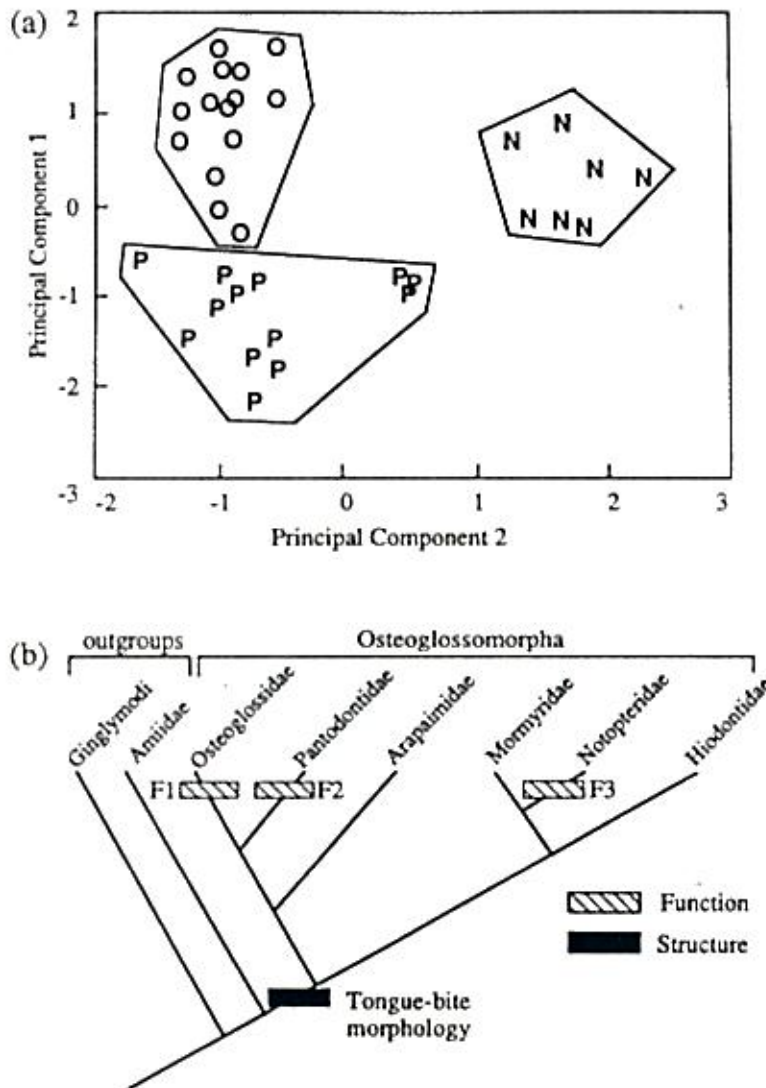 (a)
Principal Component 1
2
1
0
-1
-2
-3
O O
O O O
O O O O O
O O
O
O
O
N N
N N
N N N
P P P P P
P P P
P P P
P
P
-2 -1 0 1 2 3
Principal Component 2
(b)
outgroups Osteoglossomorpha
Ginglymodi
Amiidae
Osteoglossidae
Pantodontidae
Arapaimidae
Mormyridae
Notopteridae
Hiodontidae
F1 F2 F3
Function
Structure
Tongue-bite
morphology